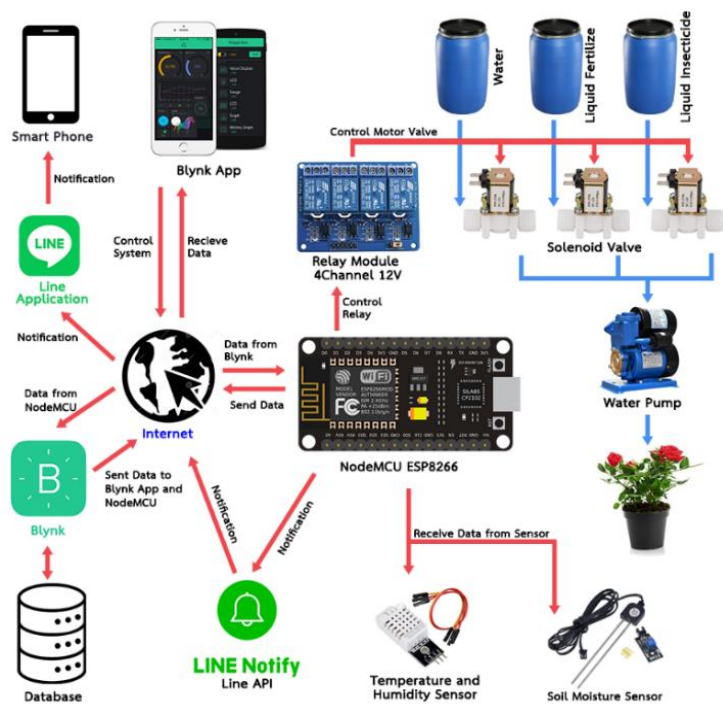 Water
Liquid Fertilize
Liquid Insecticide
Smart Phone
Blynk App
Control Motor Valve
Notification
LINE
Line
Application
Control
System
Recieve
Data
Relay Module
4Channel 12V
Solenoid Valve
Control
Relay
Notification
Data from
Blynk
Send Data
Data from
NodeMCU
Internet
WiFi
FC
SILABS
CP2102
NodeMCU ESP8266
Water Pump
B
Blynk
Sent Data to
Blynk App and
NodeMCU
Notification
Notification
Receive Data from Sensor
LINE Notify
Line API
Database
Temperature and
Humidity Sensor
Soil Moisture Sensor